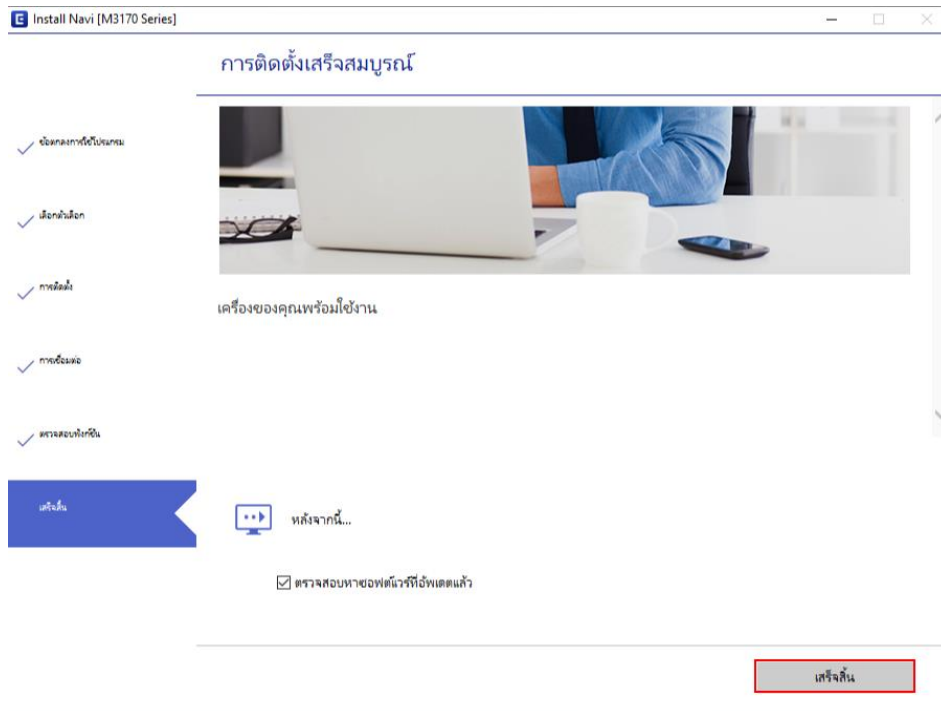 Install Navi [M3170 Series]
การติดตั้งเสร็จสมบูรณ์
ข้อตกลงการใช้โปรแกรม
เลือกตัวเลือก
การติดตั้ง
การเชื่อมต่อ
ตรวจสอบฟังก์ชัน
เสร็จสิ้น
เครื่องของคุณพร้อมใช้งาน
หลังจากนี้...
ตรวจสอบหาซอฟต์แวร์ที่อัพเดตแล้ว
เสร็จสิ้น